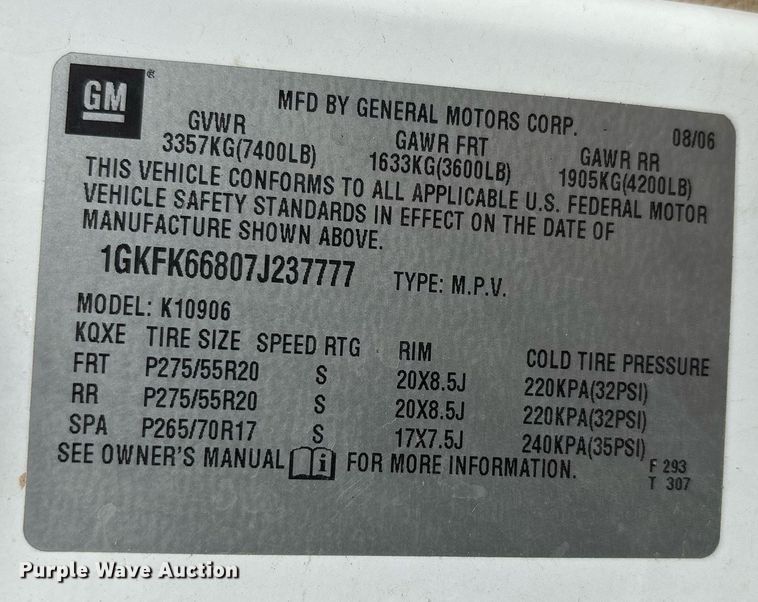 GM ®
MFD BY GENERAL MOTORS CORP. 08/06
GVWR GAWR FRT GAWR RR
3357KG(7400LB) 1633KG(3600LB) 1905KG(4200LB)
THIS VEHICLE CONFORMS TO ALL APPLICABLE U.S. FEDERAL MOTOR
VEHICLE SAFETY STANDARDS IN EFFECT ON THE DATE OF
MANUFACTURE SHOWN ABOVE.
1GKFK66807J237777 TYPE: M.P.V.
MODEL: K10906
KQXE TIRE SIZE SPEED RTG RIM COLD TIRE PRESSURE
FRT P275/55R20 S 20X8.5J 220KPA(32PSI)
RR P275/55R20 S 20X8.5J 220KPA(32PSI)
SPA P265/70R17 S 17X7.5J 240KPA(35PSI)
SEE OWNER'S MANUAL i FOR MORE INFORMATION.
F 293
T 307
Purple Wave Auction